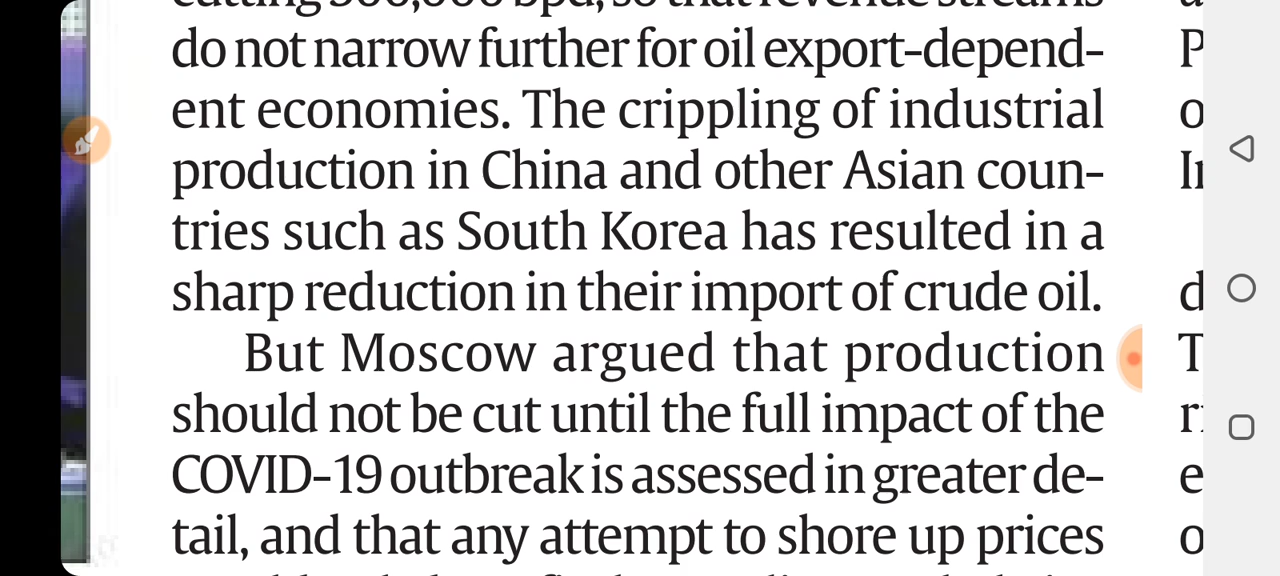 do not narrow further for oil export-depend-
ent economies. The crippling of industrial
production in China and other Asian coun-
tries such as South Korea has resulted in a
sharp reduction in their import of crude oil.
But Moscow argued that production
should not be cut until the full impact of the
COVID-19 outbreak is assessed in greater de-
tail, and that any attempt to shore up prices